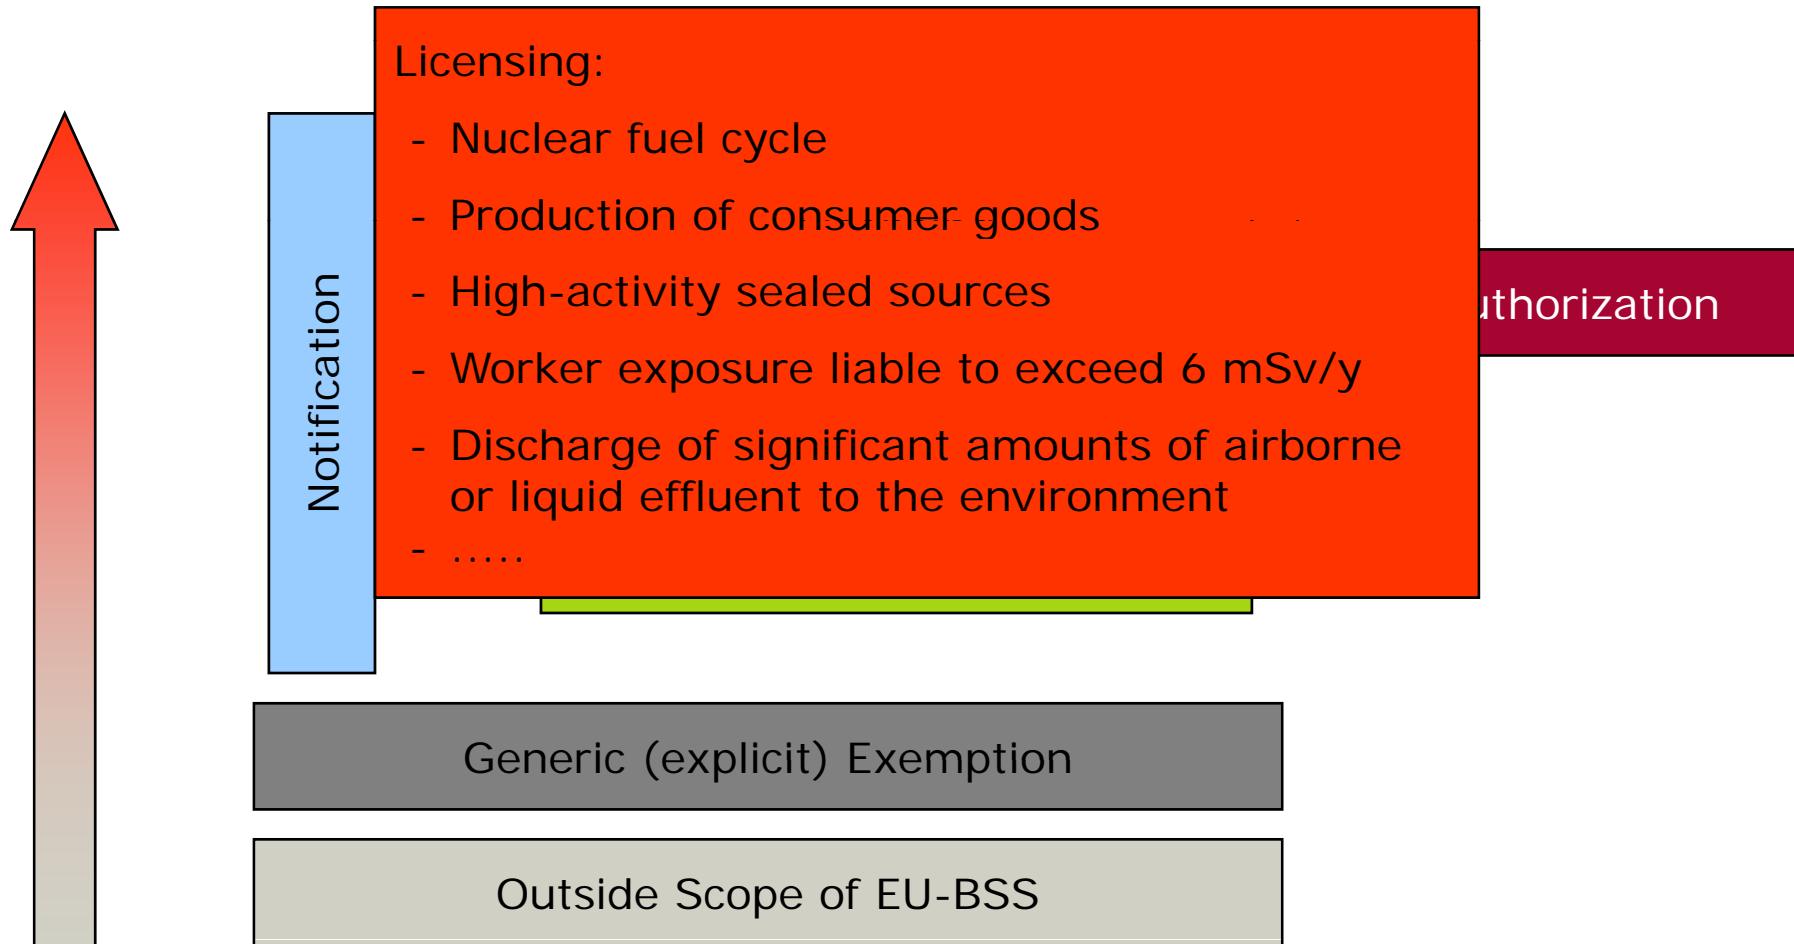 Licensing:
- Nuclear fuel cycle
- Production of consumer goods
- High-activity sealed sources
- Worker exposure liable to exceed 6 mSv/y
- Discharge of significant amounts of airborne
or liquid effluent to the environment
- .....
Notification
uthorization
Generic (explicit) Exemption
Outside Scope of EU-BSS